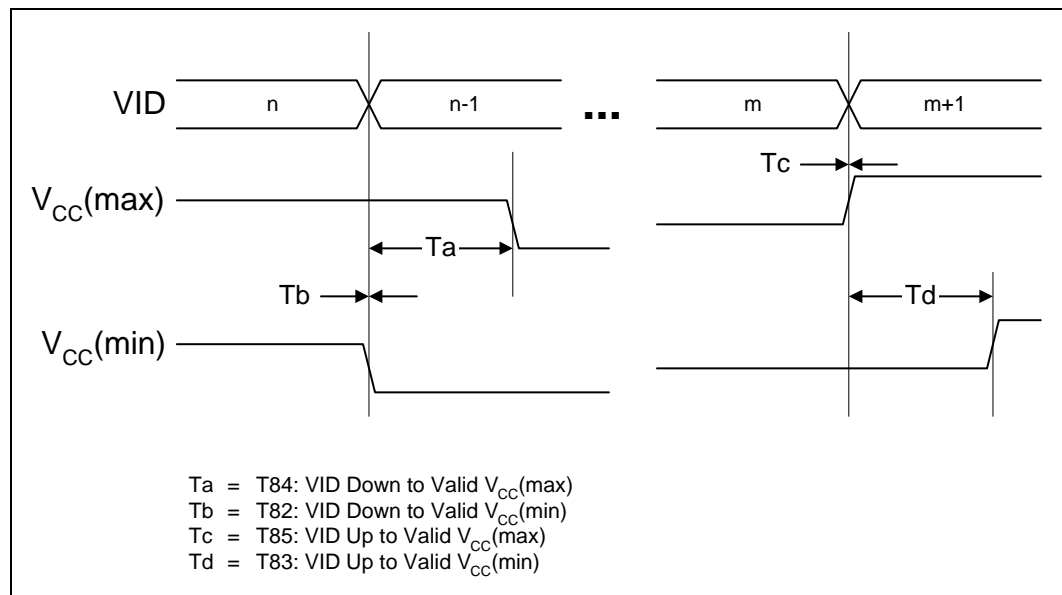 VID
n
n-1
...
m
m+1
Tc
VCC(max)
Ta
Tb
Td
VCC(min)
Ta = T84: VID Down to Valid VCC(max)
Tb = T82: VID Down to Valid VCC(min)
Tc = T85: VID Up to Valid VCC(max)
Td = T83: VID Up to Valid VCC(min)